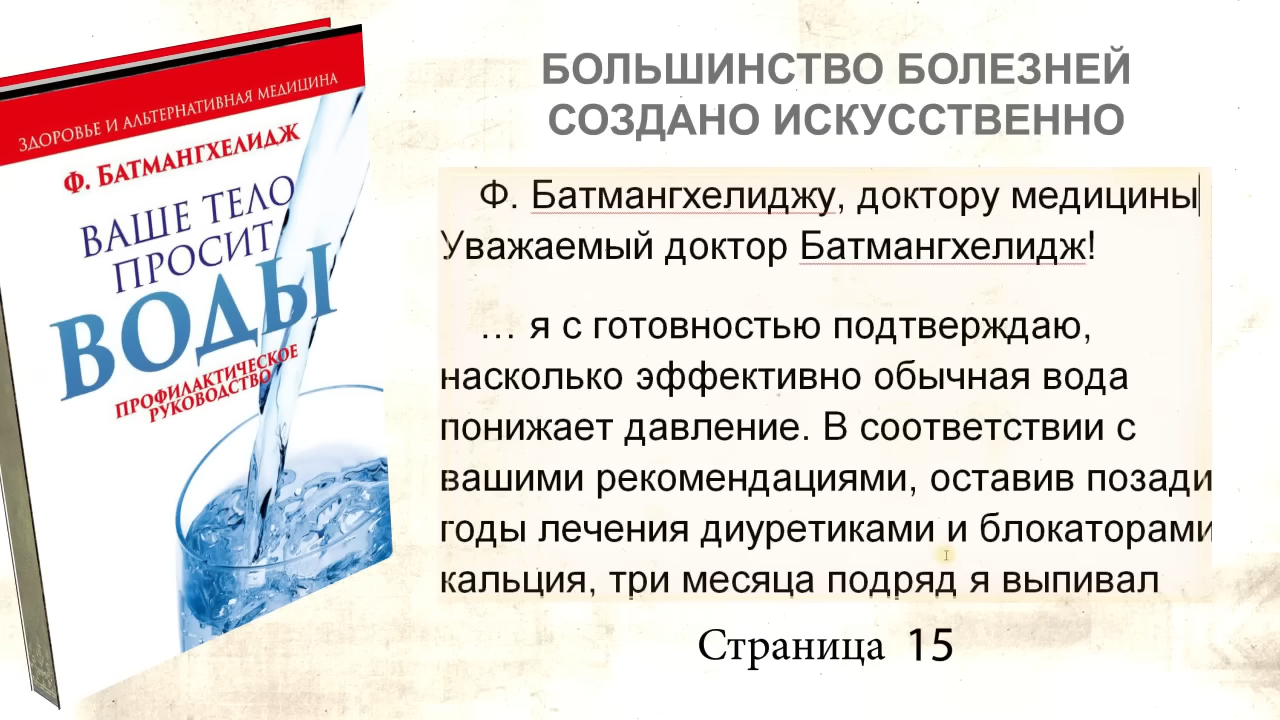 ЗДОРОВЬЕ И АЛЬТЕРНАТИВНАЯ МЕДИЦИНА
Ф. БАТМАНГХЕЛИДЖ
ВАШЕ ТЕЛО
ПРОСИТ
ВОДЫ
ПРОФИЛАКТИЧЕСКОЕ
РУКОВОДСТВО
БОЛЬШИНСТВО БОЛЕЗНЕЙ
СОЗДАНО ИСКУССТВЕННО
Ф. Батмангхелиджу, доктору медицины
Уважаемый доктор Батмангхелидж!
... я с готовностью подтверждаю,
насколько эффективно обычная вода
понижает давление. В соответствии с
вашими рекомендациями, оставив позади
годы лечения диуретиками и блокаторами
кальция, три месяца подряд я выпивал
Страница 15